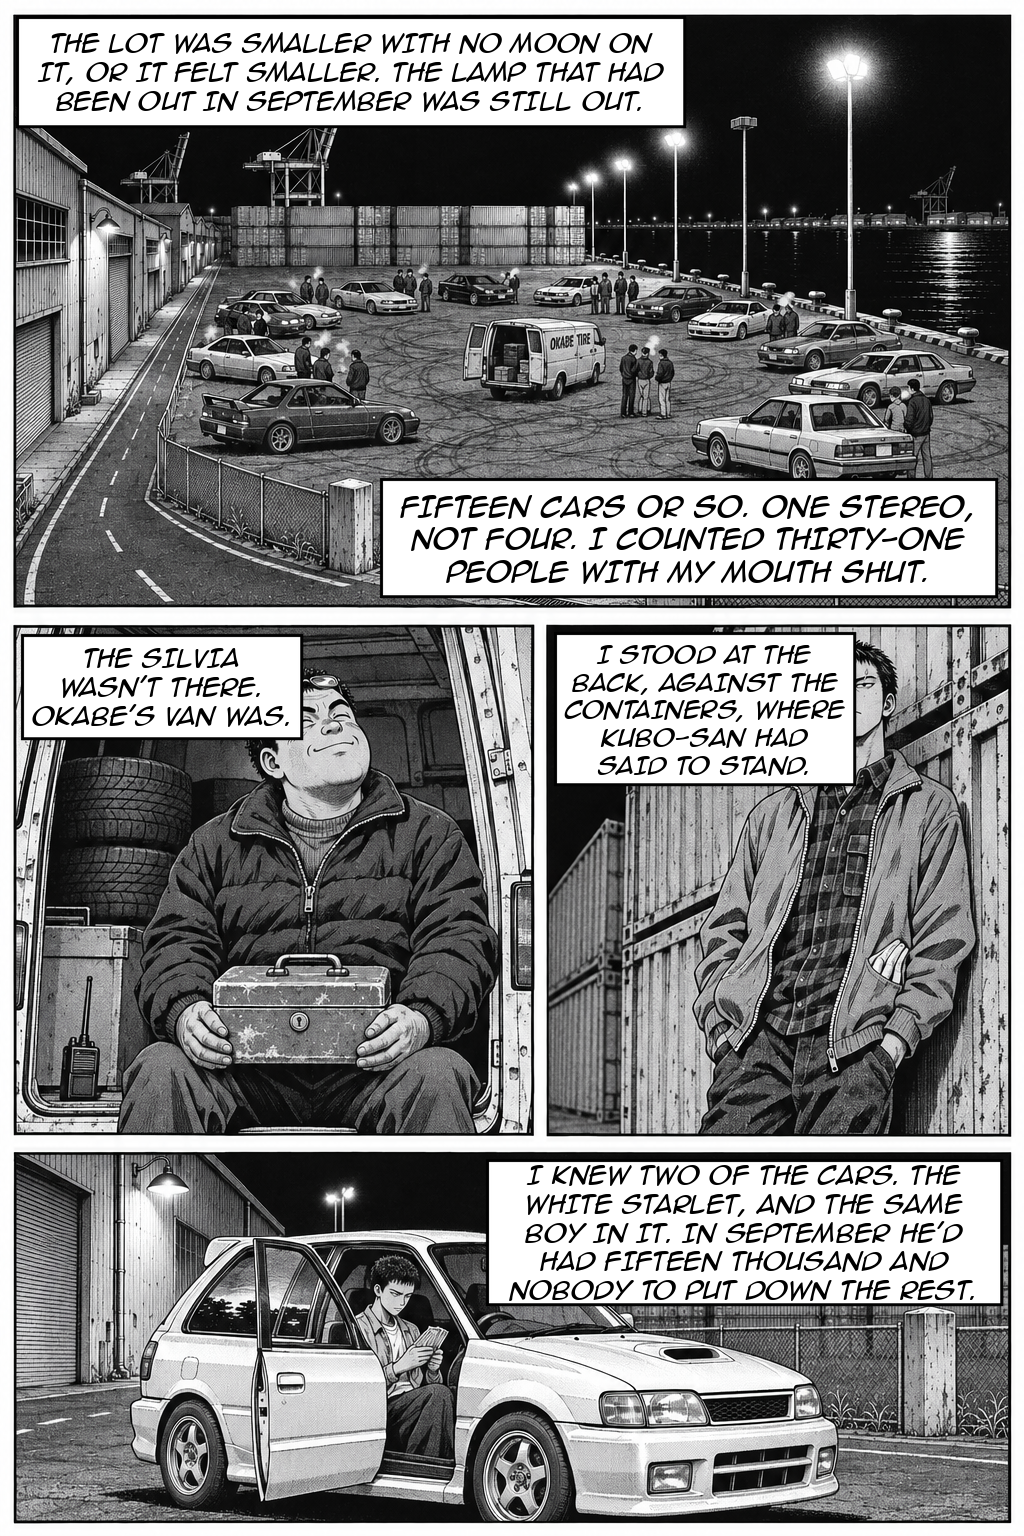 THE LOT WAS SMALLER WITH NO MOON ON
IT, OR IT FELT SMALLER. THE LAMP THAT HAD
BEEN OUT IN SEPTEMBER WAS STILL OUT.
OKABE TIRE
FIFTEEN CARS OR SO. ONE STEREO,
NOT FOUR. I COUNTED THIRTY-ONE
PEOPLE WITH MY MOUTH SHUT.
THE SILVIA
WASN'T THERE.
OKABE'S VAN WAS.
I STOOD AT THE
BACK, AGAINST THE
CONTAINERS, WHERE
KUBO-SAN HAD
SAID TO STAND.
I KNEW TWO OF THE CARS. THE
WHITE STARLET, AND THE SAME
BOY IN IT. IN SEPTEMBER HE'D
HAD FIFTEEN THOUSAND AND
NOBODY TO PUT DOWN THE REST.